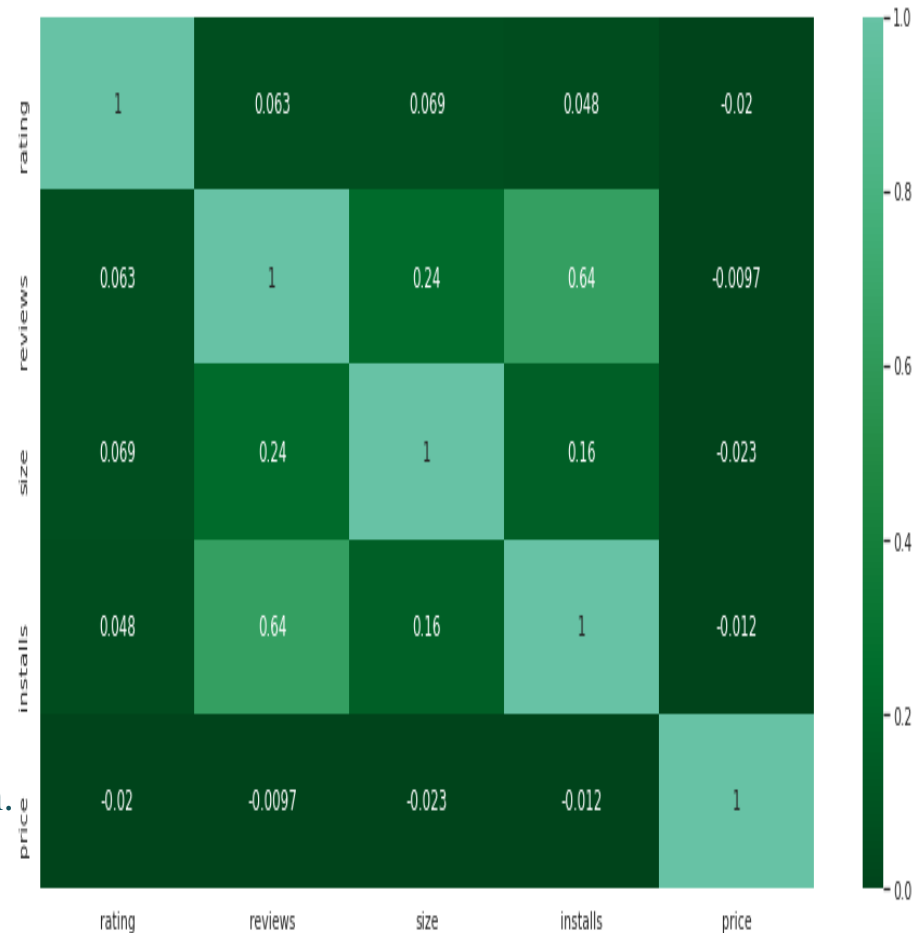 1.0
rating 1 0.063 0.069 0.048 -0.02
0.8
reviews 0.063 1 0.24 0.64 -0.0097
0.6
size 0.069 0.24 1 0.16 -0.023
0.4
installs 0.048 0.64 0.16 1 -0.012
0.2
price -0.02 -0.0097 -0.023 -0.012 1
0.0
rating reviews size installs price